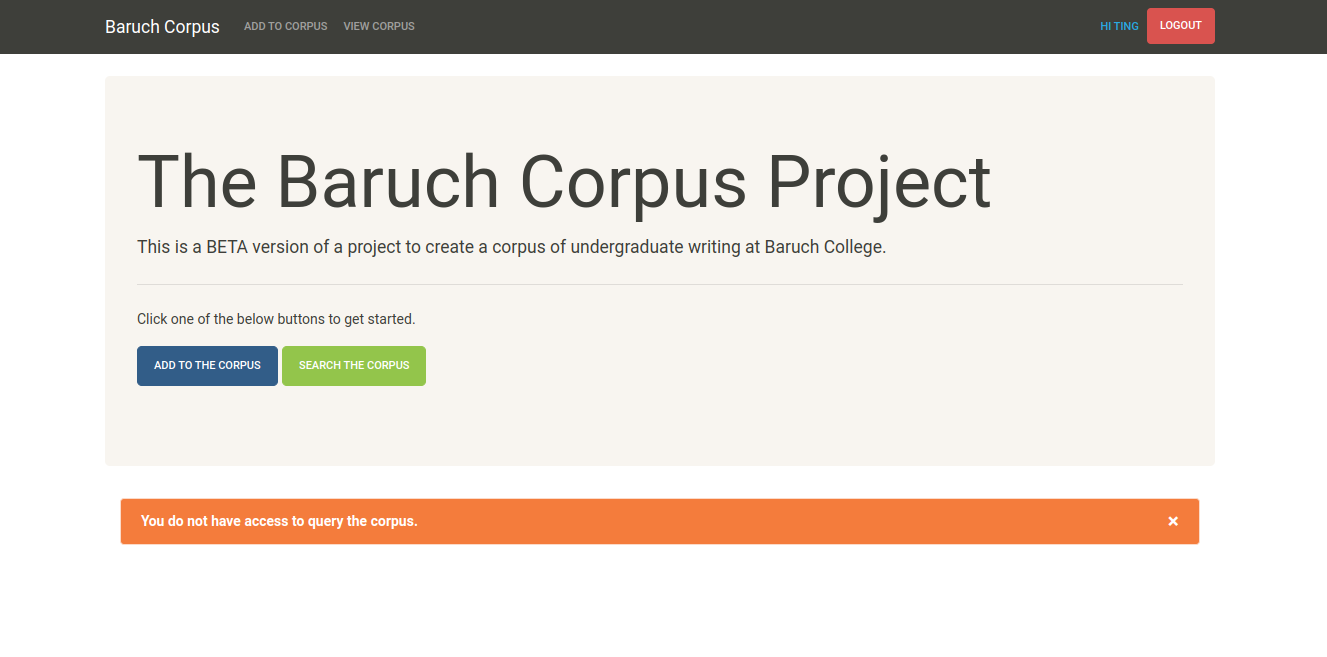 Baruch Corpus ADD TO CORPUS VIEW CORPUS HI TING LOGOUT
The Baruch Corpus Project
This is a BETA version of a project to create a corpus of undergraduate writing at Baruch College.
Click one of the below buttons to get started.
ADD TO THE CORPUS SEARCH THE CORPUS
You do not have access to query the corpus. ×